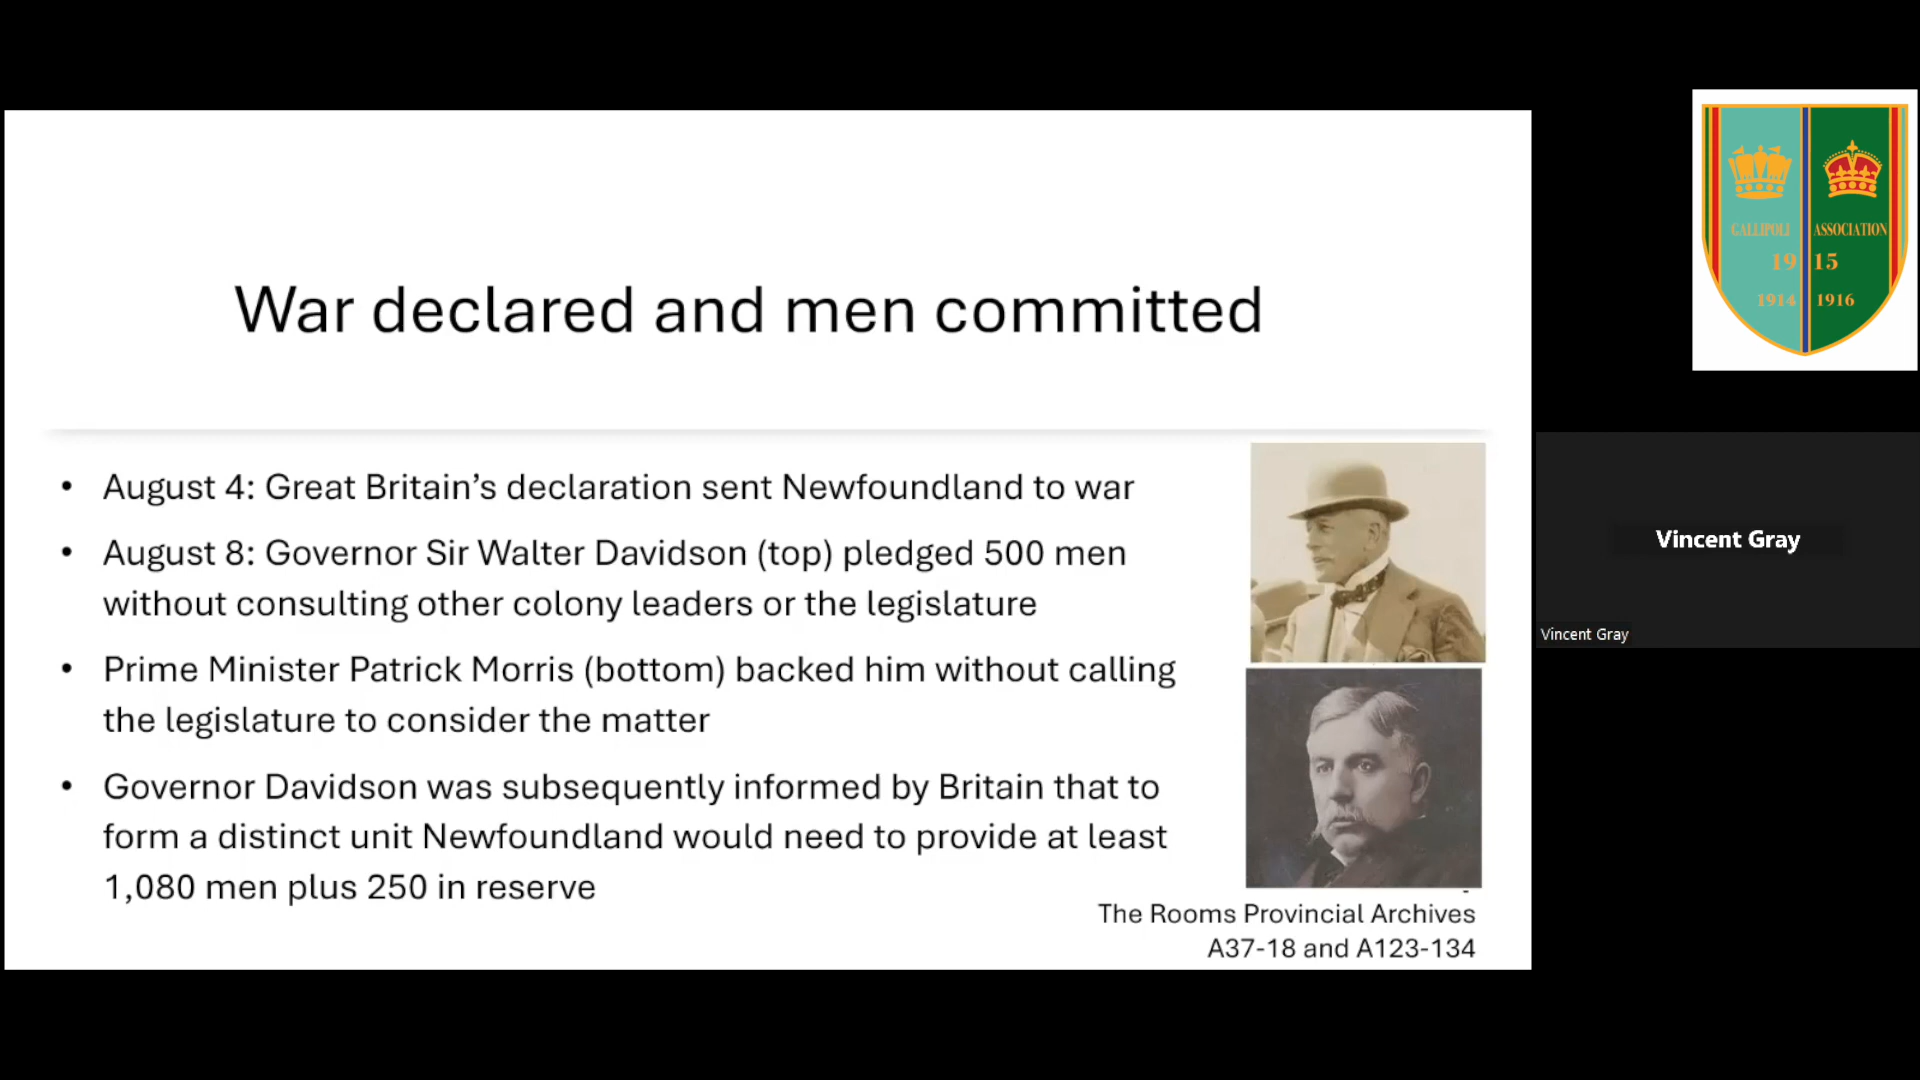 War declared and men committed
• August 4: Great Britain’s declaration sent Newfoundland to war
• August 8: Governor Sir Walter Davidson (top) pledged 500 men
without consulting other colony leaders or the legislature
• Prime Minister Patrick Morris (bottom) backed him without calling
the legislature to consider the matter
• Governor Davidson was subsequently informed by Britain that to
form a distinct unit Newfoundland would need to provide at least
1,080 men plus 250 in reserve
-
The Rooms Provincial Archives
A37-18 and A123-134
GALLIPOLI ASSOCIATION
19 15
1914 1916
Vincent Gray
Vincent Gray